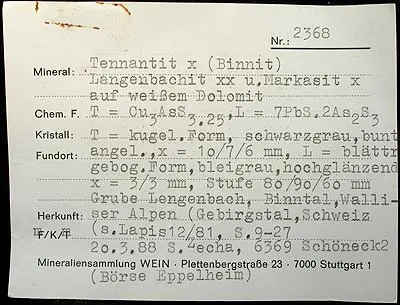 Nr.: 2368
Mineral: Tennantit x (Binnit)
Lengenbachit xx u.Markasit x
auf weißem Dolomit
Chem. F. T = Cu3AsS3.25,L = 7PbS.2As2S3
Kristall: T = kugel.Form, schwarzgrau,bunt
Fundort: angel.,x = 10/7/6 mm, L = blättr
gebog.Form,bleigrau,hochglänzend
x = 3/3 mm, Stufe 80/90/60 mm
Grube Lengenbach, Binntal,Walli-
Herkunft: ser Alpen (Gebirgstal,Schweiz
T/K/T (s.Lapis12/81, S.9-27
20.3.88 S.Zecha, 6369 Schöneck2
Mineraliensammlung WEIN · Plettenbergstraße 23 · 7000 Stuttgart 1
(Börse Eppelheim)